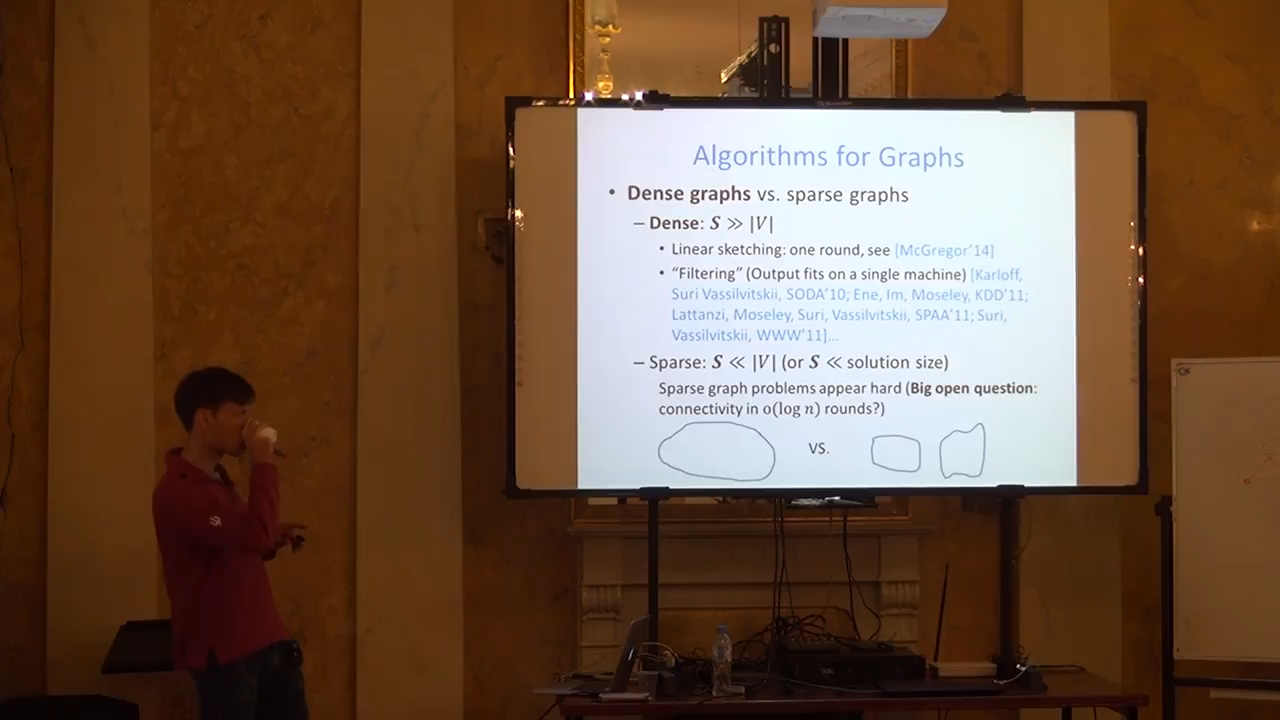 Algorithms for Graphs
• Dense graphs vs. sparse graphs
– Dense: S ≫ |V|
• Linear sketching: one round, see [McGregor'14]
• “Filtering” (Output fits on a single machine) [Karloff,
Suri Vassilvitskii, SODA'10; Ene, Im, Moseley, KDD'11;
Lattanzi, Moseley, Suri, Vassilvitskii, SPAA'11; Suri,
Vassilvitskii, WWW'11]…
– Sparse: S ≪ |V| (or S ≪ solution size)
Sparse graph problems appear hard (Big open question:
connectivity in o(log n) rounds?)
VS.